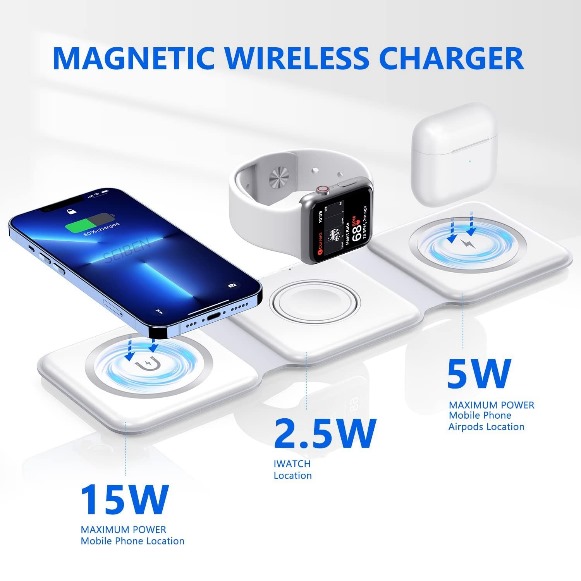 MAGNETIC WIRELESS CHARGER
5W
MAXIMUM POWER
Mobile Phone
Airpods Location
2.5W
IWATCH
Location
15W
MAXIMUM POWER
Mobile Phone Location